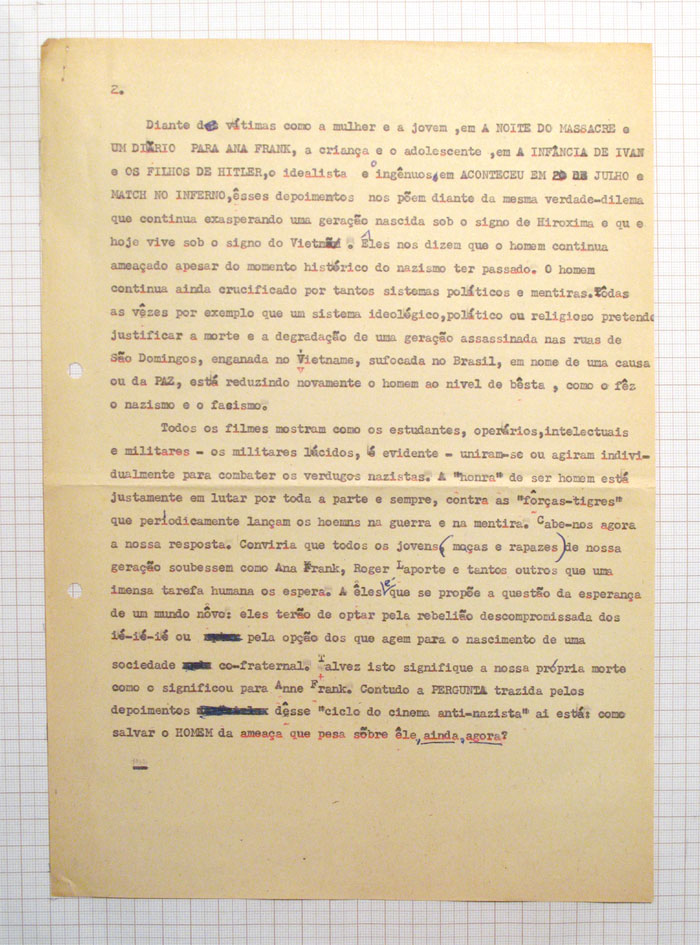 2.
Diante de vítimas como a mulher e a jovem ,em A NOITE DO MASSACRE e
UM DIÁRIO PARA ANA FRANK, a criança e o adolescente ,em A INFÂNCIA DE IVAN
e OS FILHOS DE HITLER,o idealista e o ingênuos,em ACONTECEU EM 20 DE JULHO e
MATCH NO INFERNO,êsses depoimentos nos põem diante da mesma verdade-dilema
que continua exasperando uma geração nascida sob o signo de Hiroxima e qu e
hoje vive sob o signo do Vietnã . Êles nos dizem que o homem continua
ameaçado apesar do momento histórico do nazismo ter passado. O homem
continua ainda crucificado por tantos sistemas políticos e mentiras.Tôdas
as vêzes por exemplo que um sistema ideológico,político ou religioso pretende
justificar a morte e a degradação de uma geração assassinada nas ruas de
São Domingos, enganada no Vietname, sufocada no Brasil, em nome de uma causa
ou da PAZ, está reduzindo novamente o homem ao nivel de bêsta , como o fêz
o nazismo e o facismo.
Todos os filmes mostram como os estudantes, operários,intelectuais
e militares - os militares lúcidos, é evidente - uniram-se ou agiram indivi-
dualmente para combater os verdugos nazistas. A "honra" de ser homem está
justamente em lutar por toda a parte e sempre, contra as "fôrças-tigres"
que periodicamente lançam os hoemns na guerra e na mentira. Cabe-nos agora
a nossa resposta. Conviria que todos os jovens(moças e rapazes)de nossa
geração soubessem como Ana Frank, Roger Laporte e tantos outros que uma
imensa tarefa humana os espera. A êles é que se propõe a questão da esperança
de um mundo nôvo: eles terão de optar pela rebelião descompromissada dos
ié-ié-ié ou pela opção dos que agem para o nascimento de uma
sociedade co-fraternal. Talvez isto signifique a nossa própria morte
como o significou para Anne Frank. Contudo a PERGUNTA trazida pelos
depoimentos dêsse "ciclo do cinema anti-nazista" ai está: como
salvar o HOMEM da ameaça que pesa sôbre êle,ainda,agora?